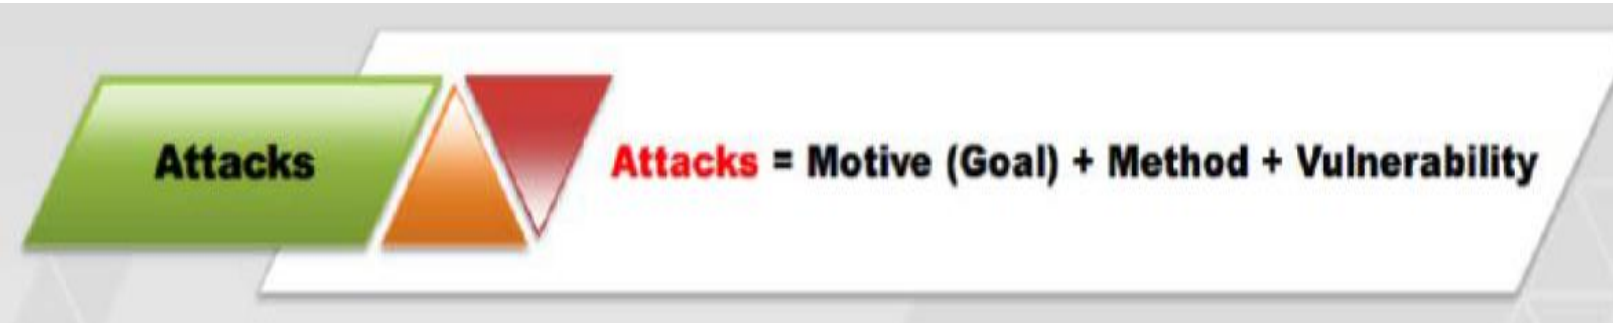 Attacks
Attacks = Motive (Goal) + Method + Vulnerability